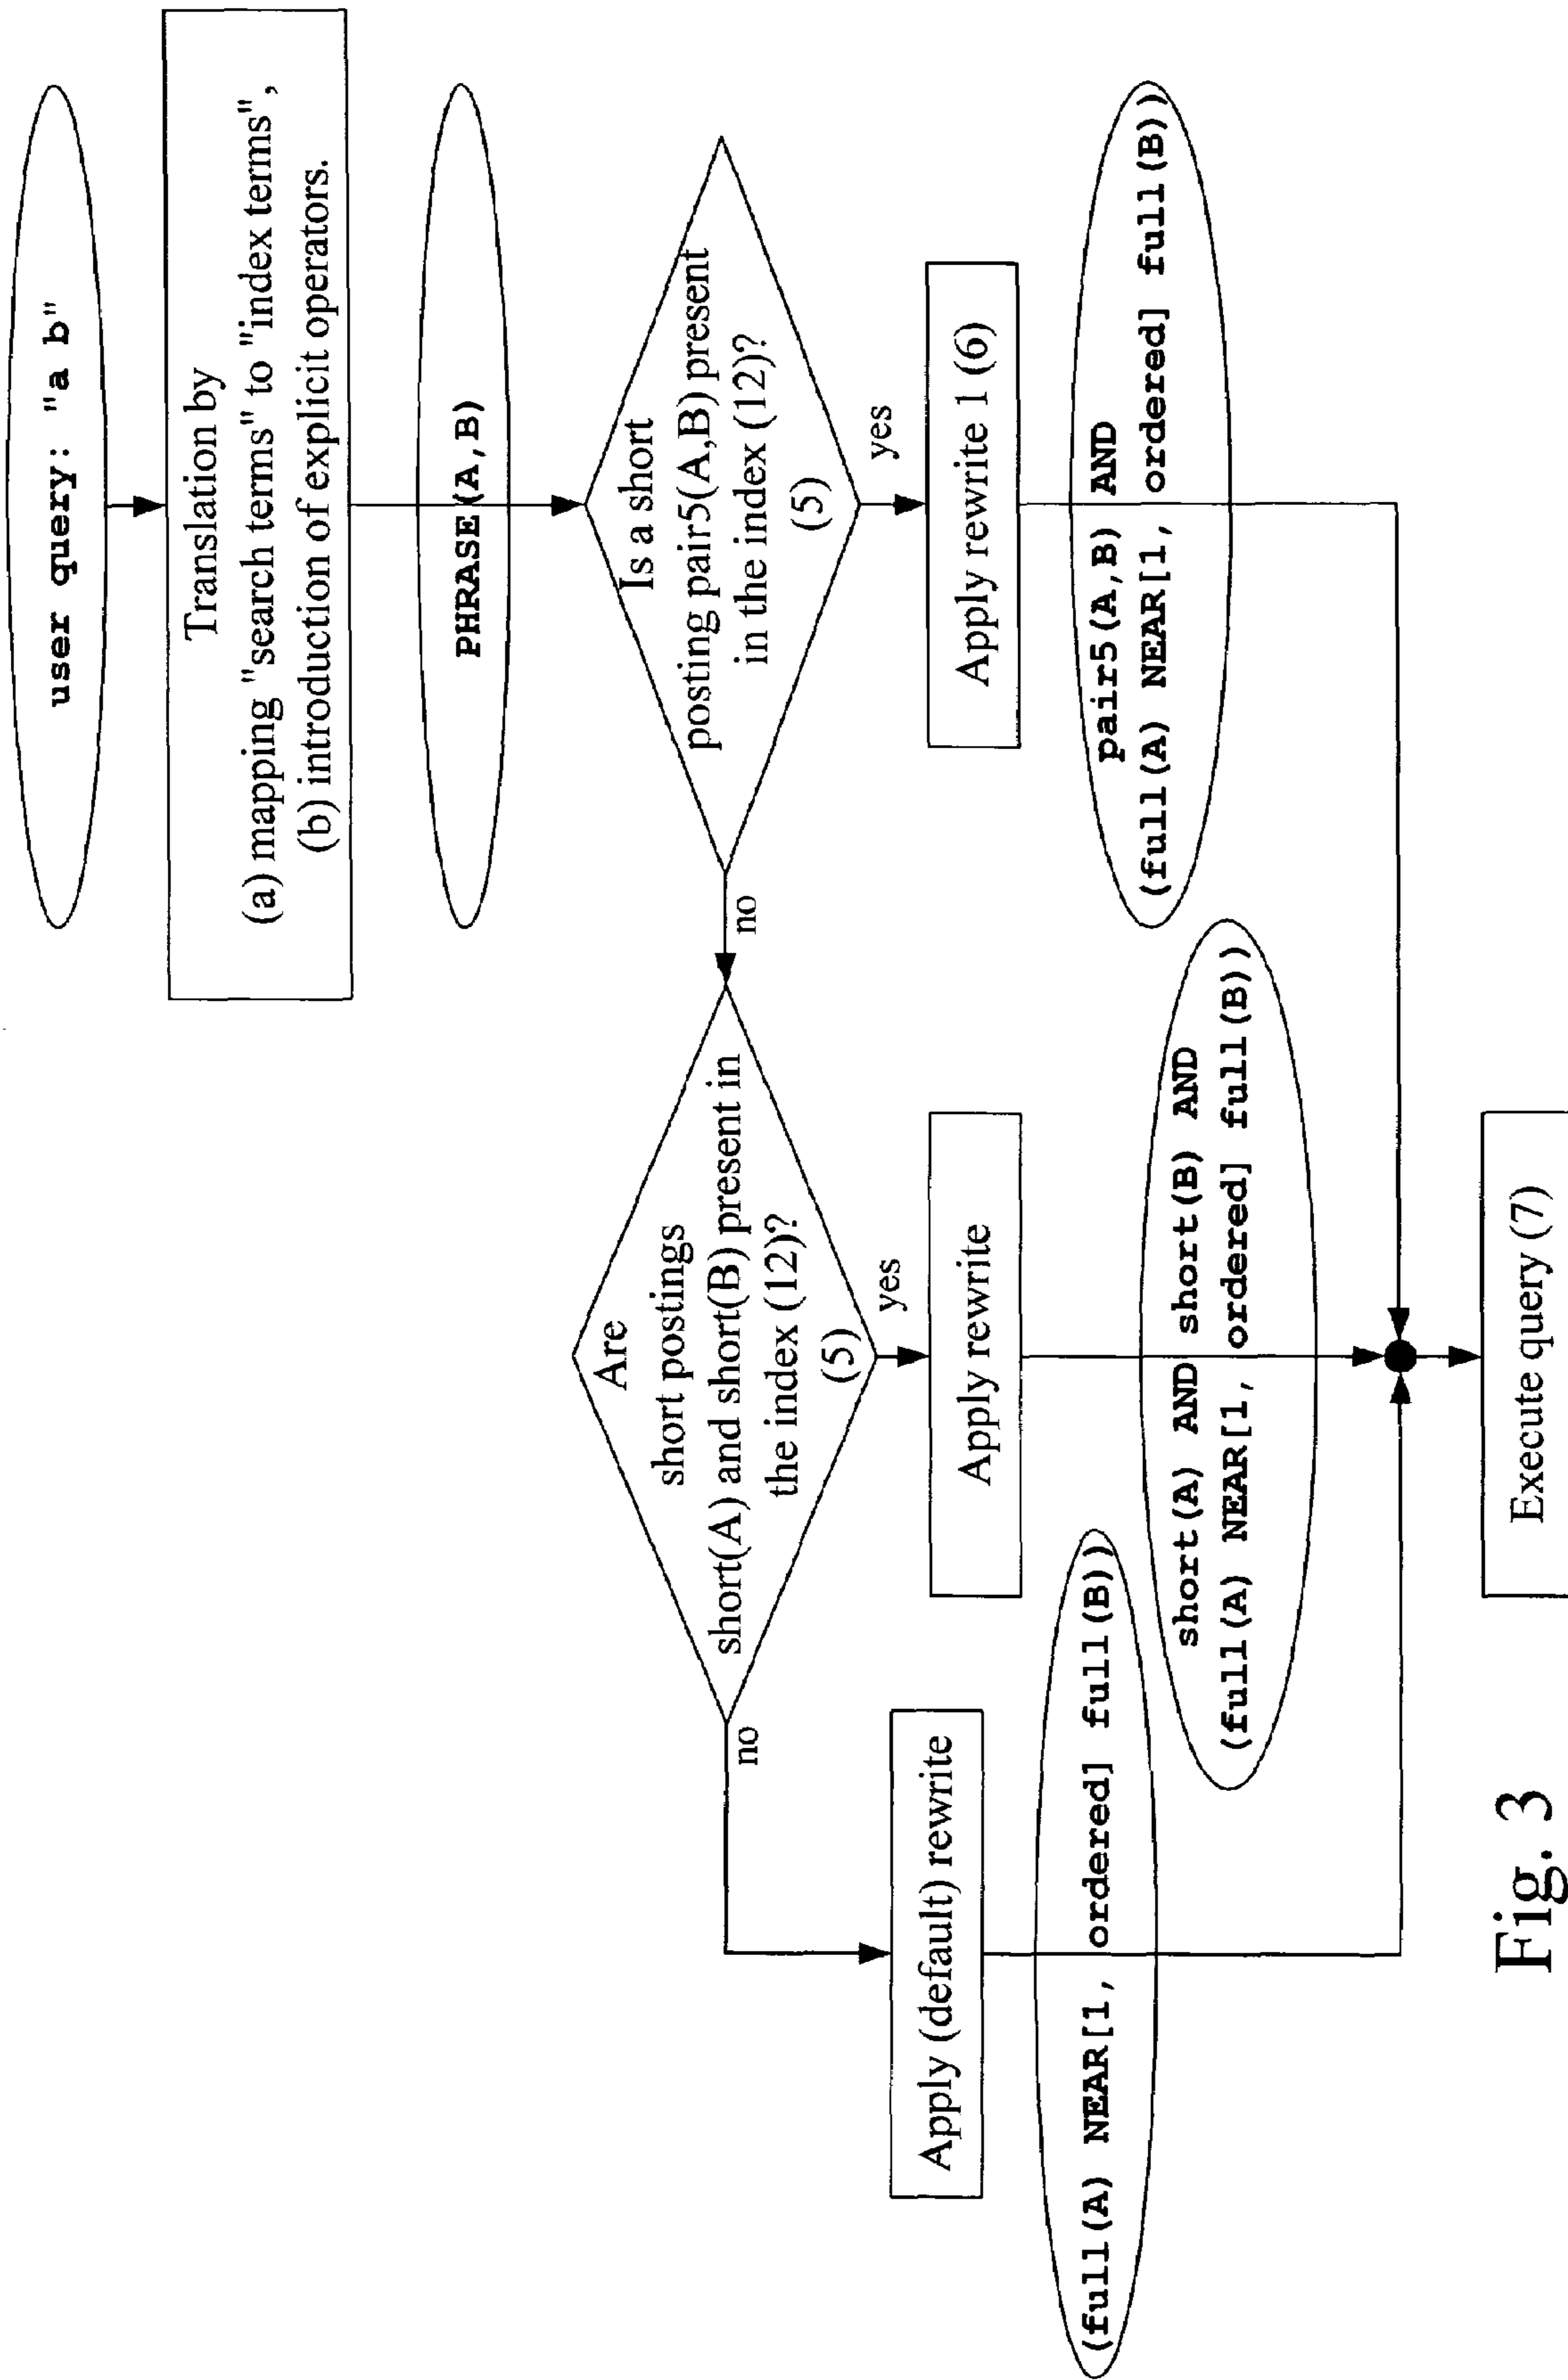 user query: "a b"
Translation by
(a) mapping "search terms" to "index terms",
(b) introduction of explicit operators.
PHRASE(A,B)
Is a short
posting pair5(A,B) present
in the index (12)?
(5)
yes
no
Apply rewrite 1 (6)
pair5(A,B) AND
(full(A) NEAR[1, ordered] full(B))
Are
short postings
short(A) and short(B) present in
the index (12)?
(5)
yes
no
Apply rewrite
short(A) AND short(B) AND
(full(A) NEAR[1, ordered] full(B))
Apply (default) rewrite
(full(A) NEAR[1, ordered] full(B))
Execute query (7)
Fig. 3